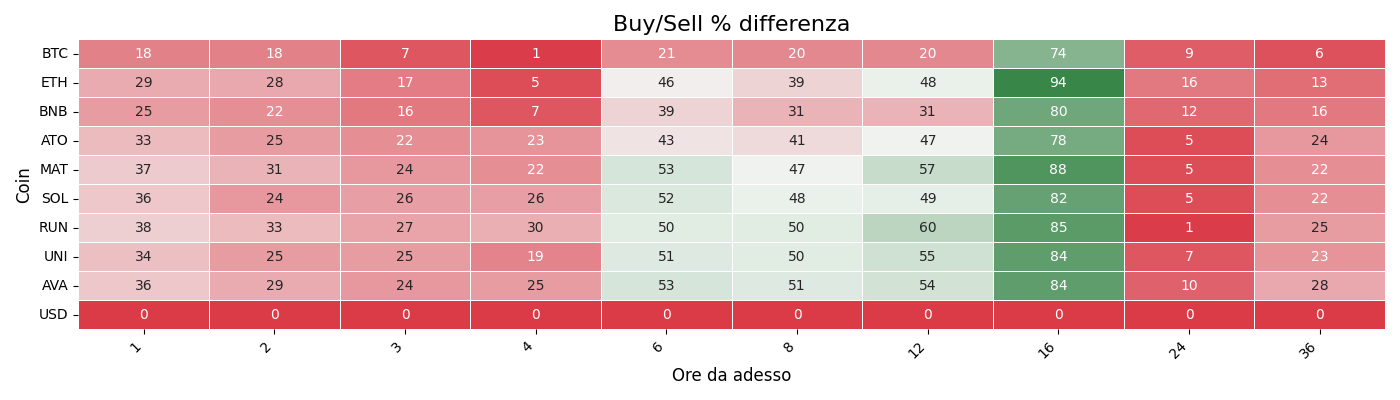 Buy/Sell % differenza
Coin
BTC 18 18 7 1 21 20 20 74 9 6
ETH 29 28 17 5 46 39 48 94 16 13
BNB 25 22 16 7 39 31 31 80 12 16
ATO 33 25 22 23 43 41 47 78 5 24
MAT 37 31 24 22 53 47 57 88 5 22
SOL 36 24 26 26 52 48 49 82 5 22
RUN 38 33 27 30 50 50 60 85 1 25
UNI 34 25 25 19 51 50 55 84 7 23
AVA 36 29 24 25 53 51 54 84 10 28
USD 0 0 0 0 0 0 0 0 0 0
1 2 3 4 6 8 12 16 24 36
Ore da adesso